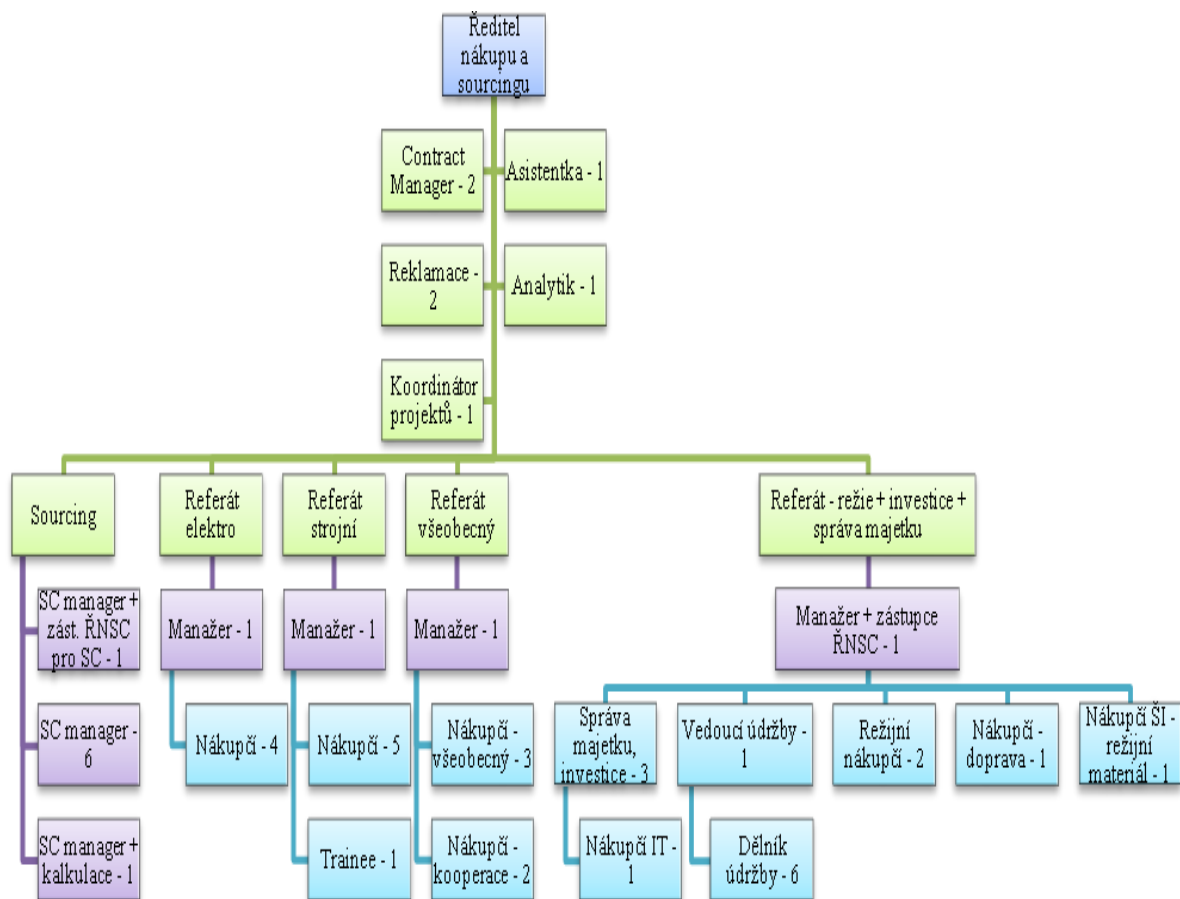 Ředitel
nákupu a
sourcingu
Contract
Manager - 2
Asistentka - 1
Reklamace -
2
Analytik - 1
Koordinátor
projektů - 1
Sourcing
Referát
elektro
Referát
strojní
Referát
všeobecný
Referát - režie + investice +
správa majetku
SC manager +
zást. ŘNSC
pro SC - 1
Manažer - 1
Manažer - 1
Manažer - 1
Manažer + zástupce
ŘNSC - 1
SC manager -
6
Nákupčí - 4
Nákupčí - 5
Nákupčí -
všeobecný - 3
Správa
majetku,
investice - 3
Vedoucí údržby -
1
Režijní
nákupčí - 2
Nákupčí -
doprava - 1
Nákupčí ŠI -
režijní
materiál - 1
SC manager +
kalkulace - 1
Trainee - 1
Nákupčí -
kooperace - 2
Nákupčí IT -
1
Dělník
údržby - 6